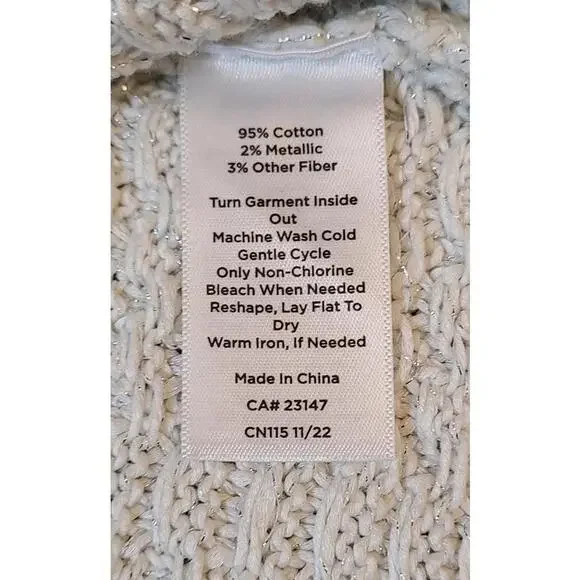 95% Cotton
2% Metallic
3% Other Fiber
Turn Garment Inside
Out
Machine Wash Cold
Gentle Cycle
Only Non-Chlorine
Bleach When Needed
Reshape, Lay Flat To
Dry
Warm Iron, If Needed
Made In China
CA# 23147
CN115 11/22